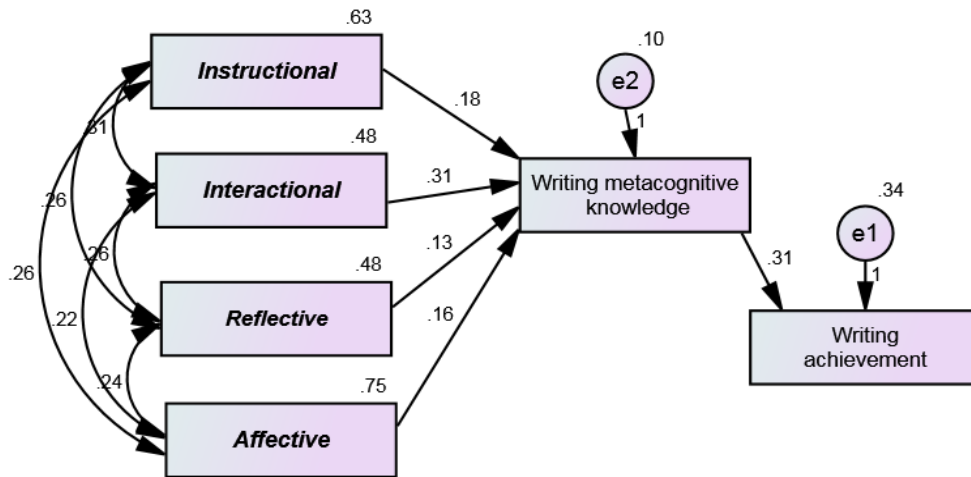 .63
Instructional
.10
e2
1
.18
.31
.48
Interactional
.31
Writing metacognitive
knowledge
.26
.26
.13
.34
e1
1
.31
.26
.48
Reflective
.22
.16
Writing
achievement
.24
.75
Affective